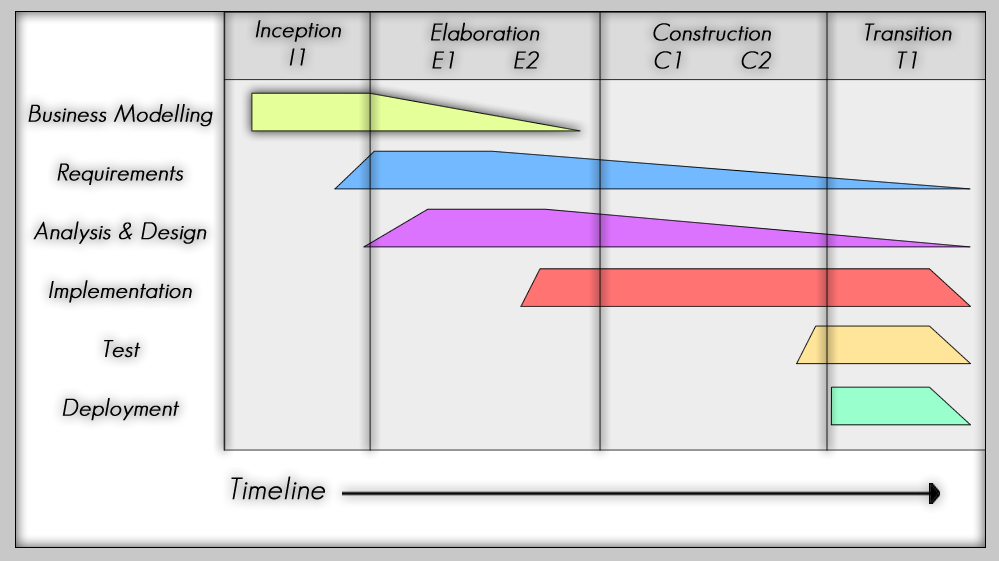 Inception
I1
Elaboration
E1 E2
Construction
C1 C2
Transition
T1
Business Modelling
Requirements
Analysis & Design
Implementation
Test
Deployment
Timeline